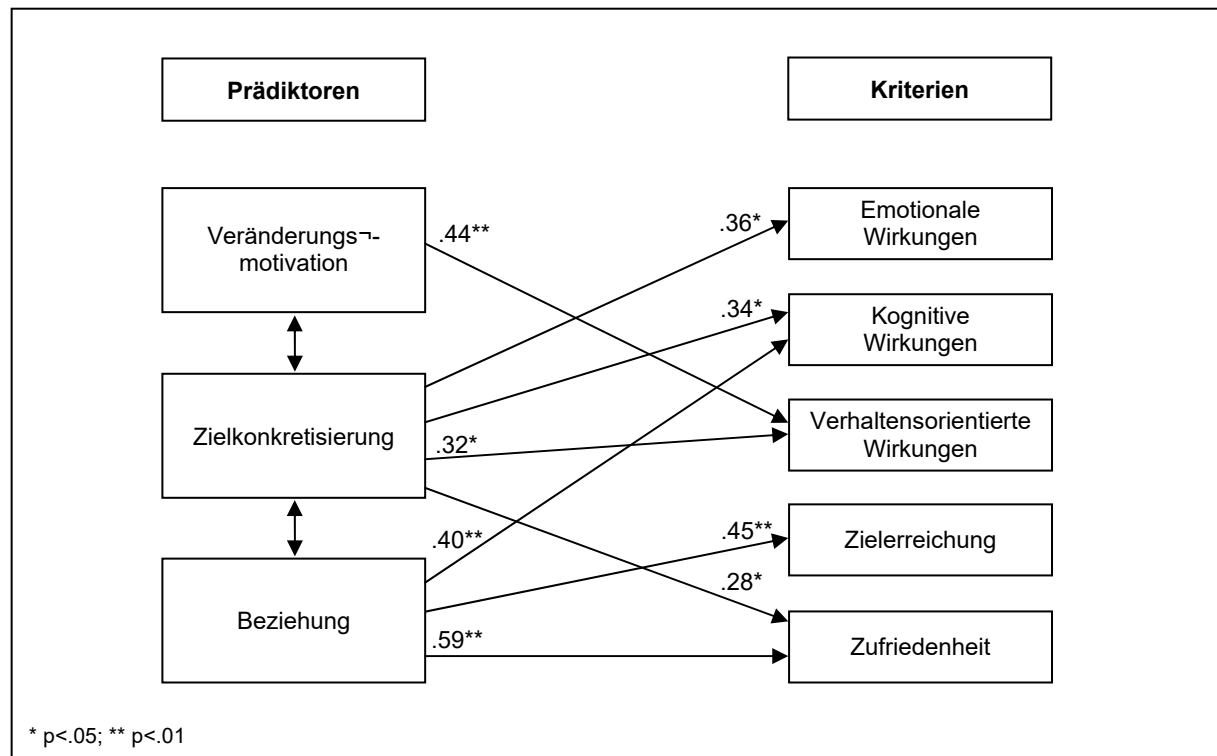 Prädiktoren
Kriterien
Veränderungs¬-
motivation
.44**
.36*
Emotionale
Wirkungen
.34*
Kognitive
Wirkungen
Zielkonkretisierung
.32*
Verhaltensorientierte
Wirkungen
.40**
.45**
Zielerreichung
.28*
Beziehung
.59**
Zufriedenheit
* p<.05; ** p<.01